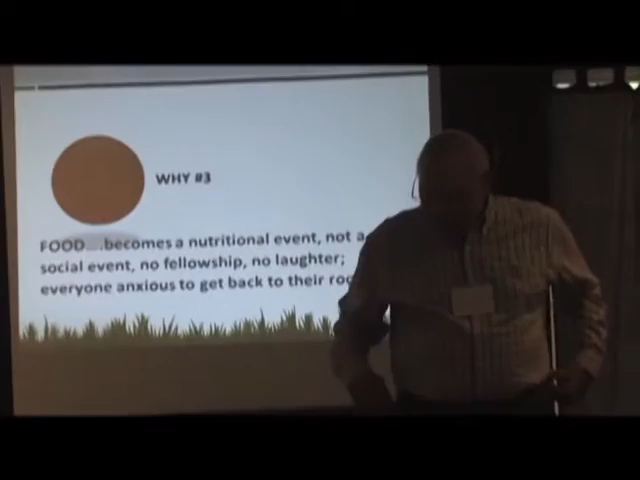 WHY #3
FOOD....becomes a nutritional event, not a
social event, no fellowship, no laughter;
everyone anxious to get back to their